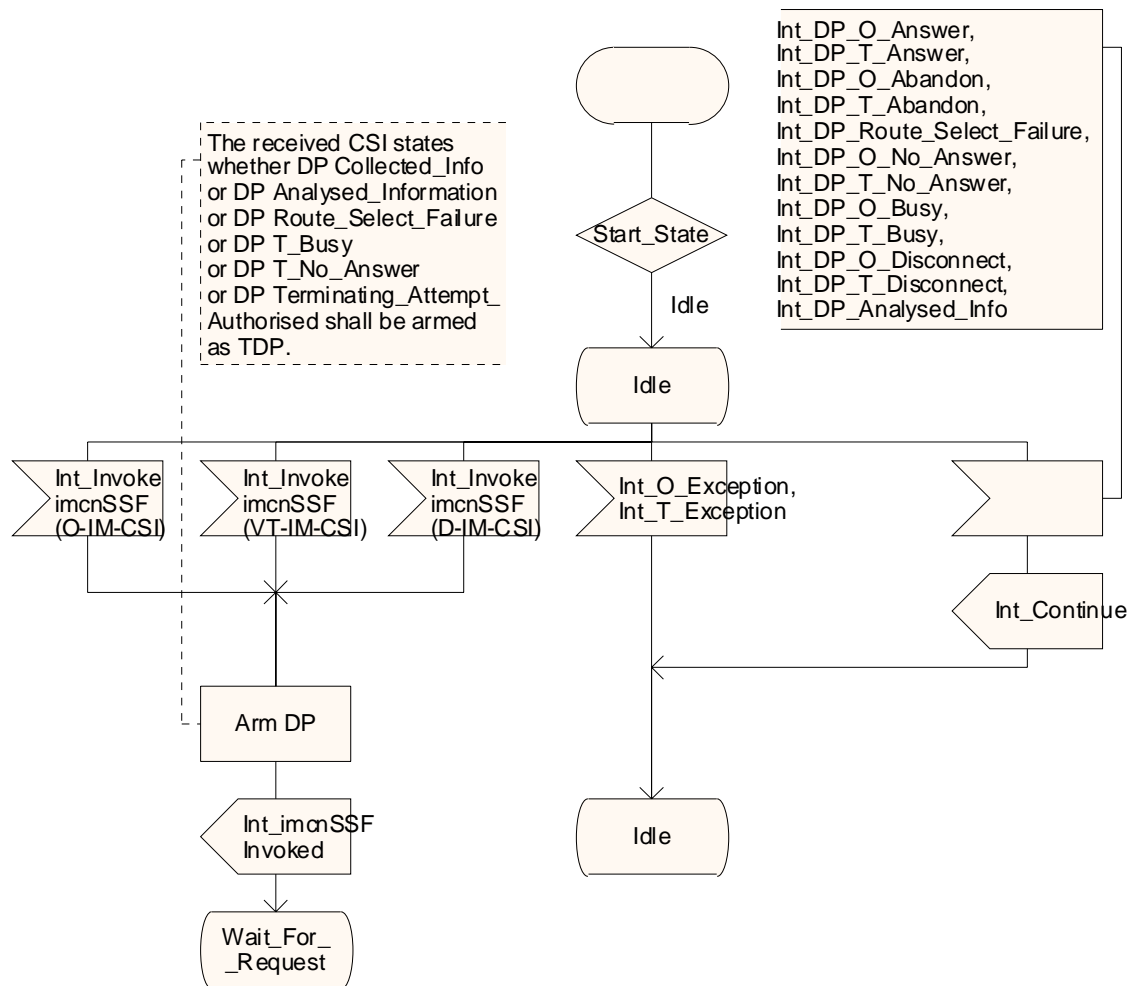 Int_DP_O_Answer,
Int_DP_T_Answer,
Int_DP_O_Abandon,
Int_DP_T_Abandon,
Int_DP_Route_Select_Failure,
Int_DP_O_No_Answer,
Int_DP_T_No_Answer,
Int_DP_O_Busy,
Int_DP_T_Busy,
Int_DP_O_Disconnect,
Int_DP_T_Disconnect,
Int_DP_Analysed_Info
The received CSI states
whether DP Collected_Info
or DP Analysed_Information
or DP Route_Select_Failure
or DP T_Busy
or DP T_No_Answer
or DP Terminating_Attempt_
Authorised shall be armed
as TDP.
Start_State
Idle
Idle
Int_Invoke
imcnSSF
(O-IM-CSI)
Int_Invoke
imcnSSF
(VT-IM-CSI)
Int_Invoke
imcnSSF
(D-IM-CSI)
Int_O_Exception,
Int_T_Exception
Int_Continue
Arm DP
Int_imcnSSF
Invoked
Idle
Wait_For_
_Request